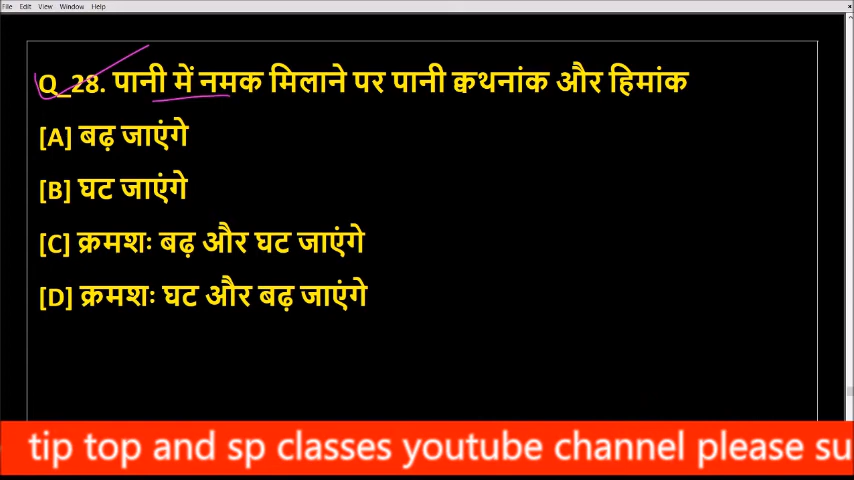 File Edit View Window Help
Q_28. पानी में नमक मिलाने पर पानी क्वथनांक और हिमांक
[A] बढ़ जाएंगे
[B] घट जाएंगे
[C] क्रमशः बढ़ और घट जाएंगे
[D] क्रमशः घट और बढ़ जाएंगे
tip top and sp classes youtube channel please su